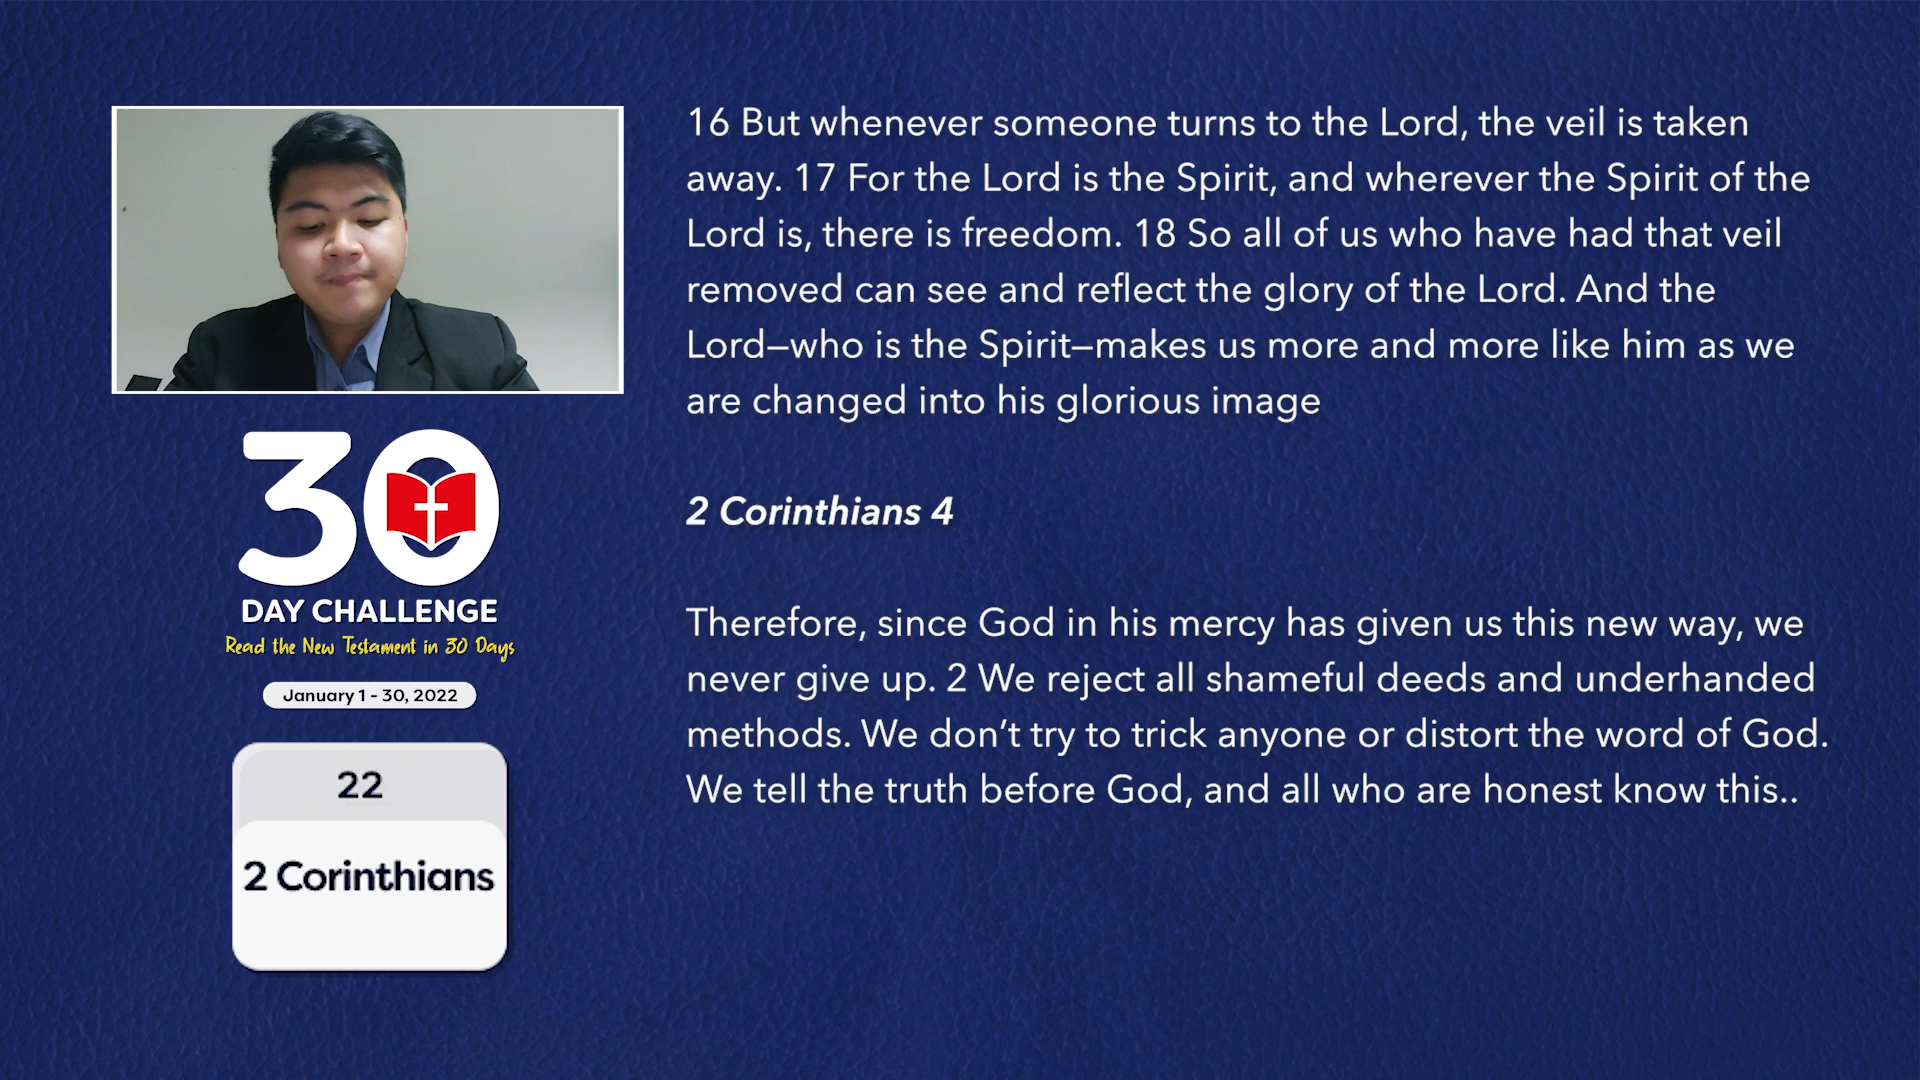 16 But whenever someone turns to the Lord, the veil is taken
away. 17 For the Lord is the Spirit, and wherever the Spirit of the
Lord is, there is freedom. 18 So all of us who have had that veil
removed can see and reflect the glory of the Lord. And the
Lord—who is the Spirit—makes us more and more like him as we
are changed into his glorious image
2 Corinthians 4
Therefore, since God in his mercy has given us this new way, we
never give up. 2 We reject all shameful deeds and underhanded
methods. We don’t try to trick anyone or distort the word of God.
We tell the truth before God, and all who are honest know this..
30
DAY CHALLENGE
Read the New Testament in 30 Days
January 1 - 30, 2022
22
2 Corinthians